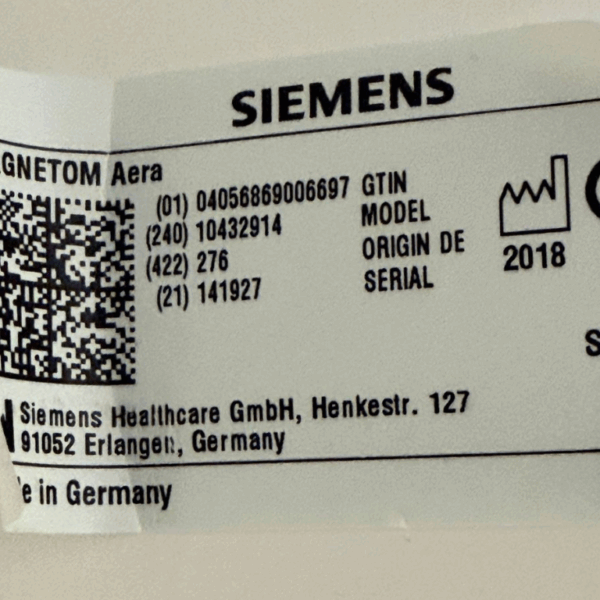 SIEMENS
GNETOM Aera
(01) 04056869006697 GTIN
(240) 10432914 MODEL
(422) 276 ORIGIN DE
(21) 141927 SERIAL
2018
S
Siemens Healthcare GmbH, Henkestr. 127
91052 Erlangen, Germany
e in Germany